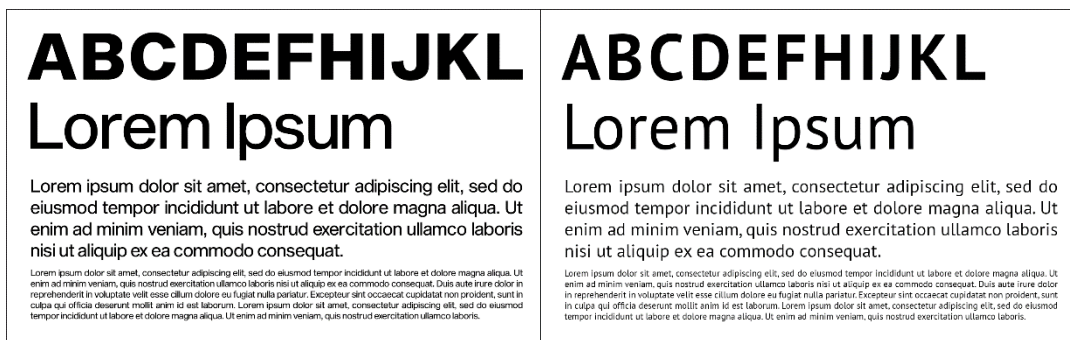 ABCDEFHIJKL
Lorem Ipsum
Lorem ipsum dolor sit amet, consectetur adipiscing elit, sed do
eiusmod tempor incididunt ut labore et dolore magna aliqua. Ut
enim ad minim veniam, quis nostrud exercitation ullamco laboris
nisi ut aliquip ex ea commodo consequat.
Lorem ipsum dolor sit amet, consectetur adipiscing elit, sed do eiusmod tempor incididunt ut labore et dolore magna aliqua. Ut
enim ad minim veniam, quis nostrud exercitation ullamco laboris nisi ut aliquip ex ea commodo consequat. Duis aute irure dolor in
reprehenderit in voluptate velit esse cillum dolore eu fugiat nulla pariatur. Excepteur sint occaecat cupidatat non proident, sunt in
culpa qui officia deserunt mollit anim id est laborum. Lorem ipsum dolor sit amet, consectetur adipiscing elit, sed do eiusmod
tempor incididunt ut labore et dolore magna aliqua. Ut enim ad minim veniam, quis nostrud exercitation ullamco laboris.
ABCDEFHIJKL
Lorem Ipsum
Lorem ipsum dolor sit amet, consectetur adipiscing elit, sed do
eiusmod tempor incididunt ut labore et dolore magna aliqua. Ut
enim ad minim veniam, quis nostrud exercitation ullamco laboris
nisi ut aliquip ex ea commodo consequat.
Lorem ipsum dolor sit amet, consectetur adipiscing elit, sed do eiusmod tempor incididunt ut labore et dolore magna aliqua. Ut
enim ad minim veniam, quis nostrud exercitation ullamco laboris nisi ut aliquip ex ea commodo consequat. Duis aute irure dolor
in reprehenderit in voluptate velit esse cillum dolore eu fugiat nulla pariatur. Excepteur sint occaecat cupidatat non proident, sunt
in culpa qui officia deserunt mollit anim id est laborum. Lorem ipsum dolor sit amet, consectetur adipiscing elit, sed do eiusmod
tempor incididunt ut labore et dolore magna aliqua. Ut enim ad minim veniam, quis nostrud exercitation ullamco laboris.